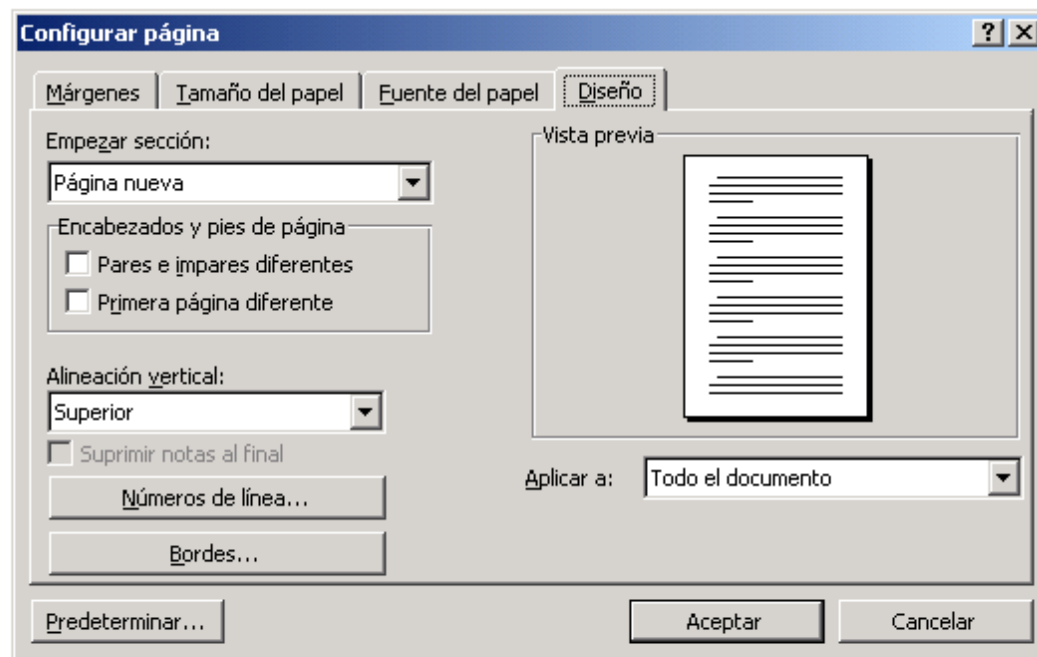 Configurar página
Márgenes Tamaño del papel Fuente del papel Diseño
Empezar sección:
Página nueva
Encabezados y pies de página
Pares e impares diferentes
Primera página diferente
Alineación vertical:
Superior
Suprimir notas al final
Números de línea...
Bordes...
Vista previa
Aplicar a: Todo el documento
Predeterminar... Aceptar Cancelar